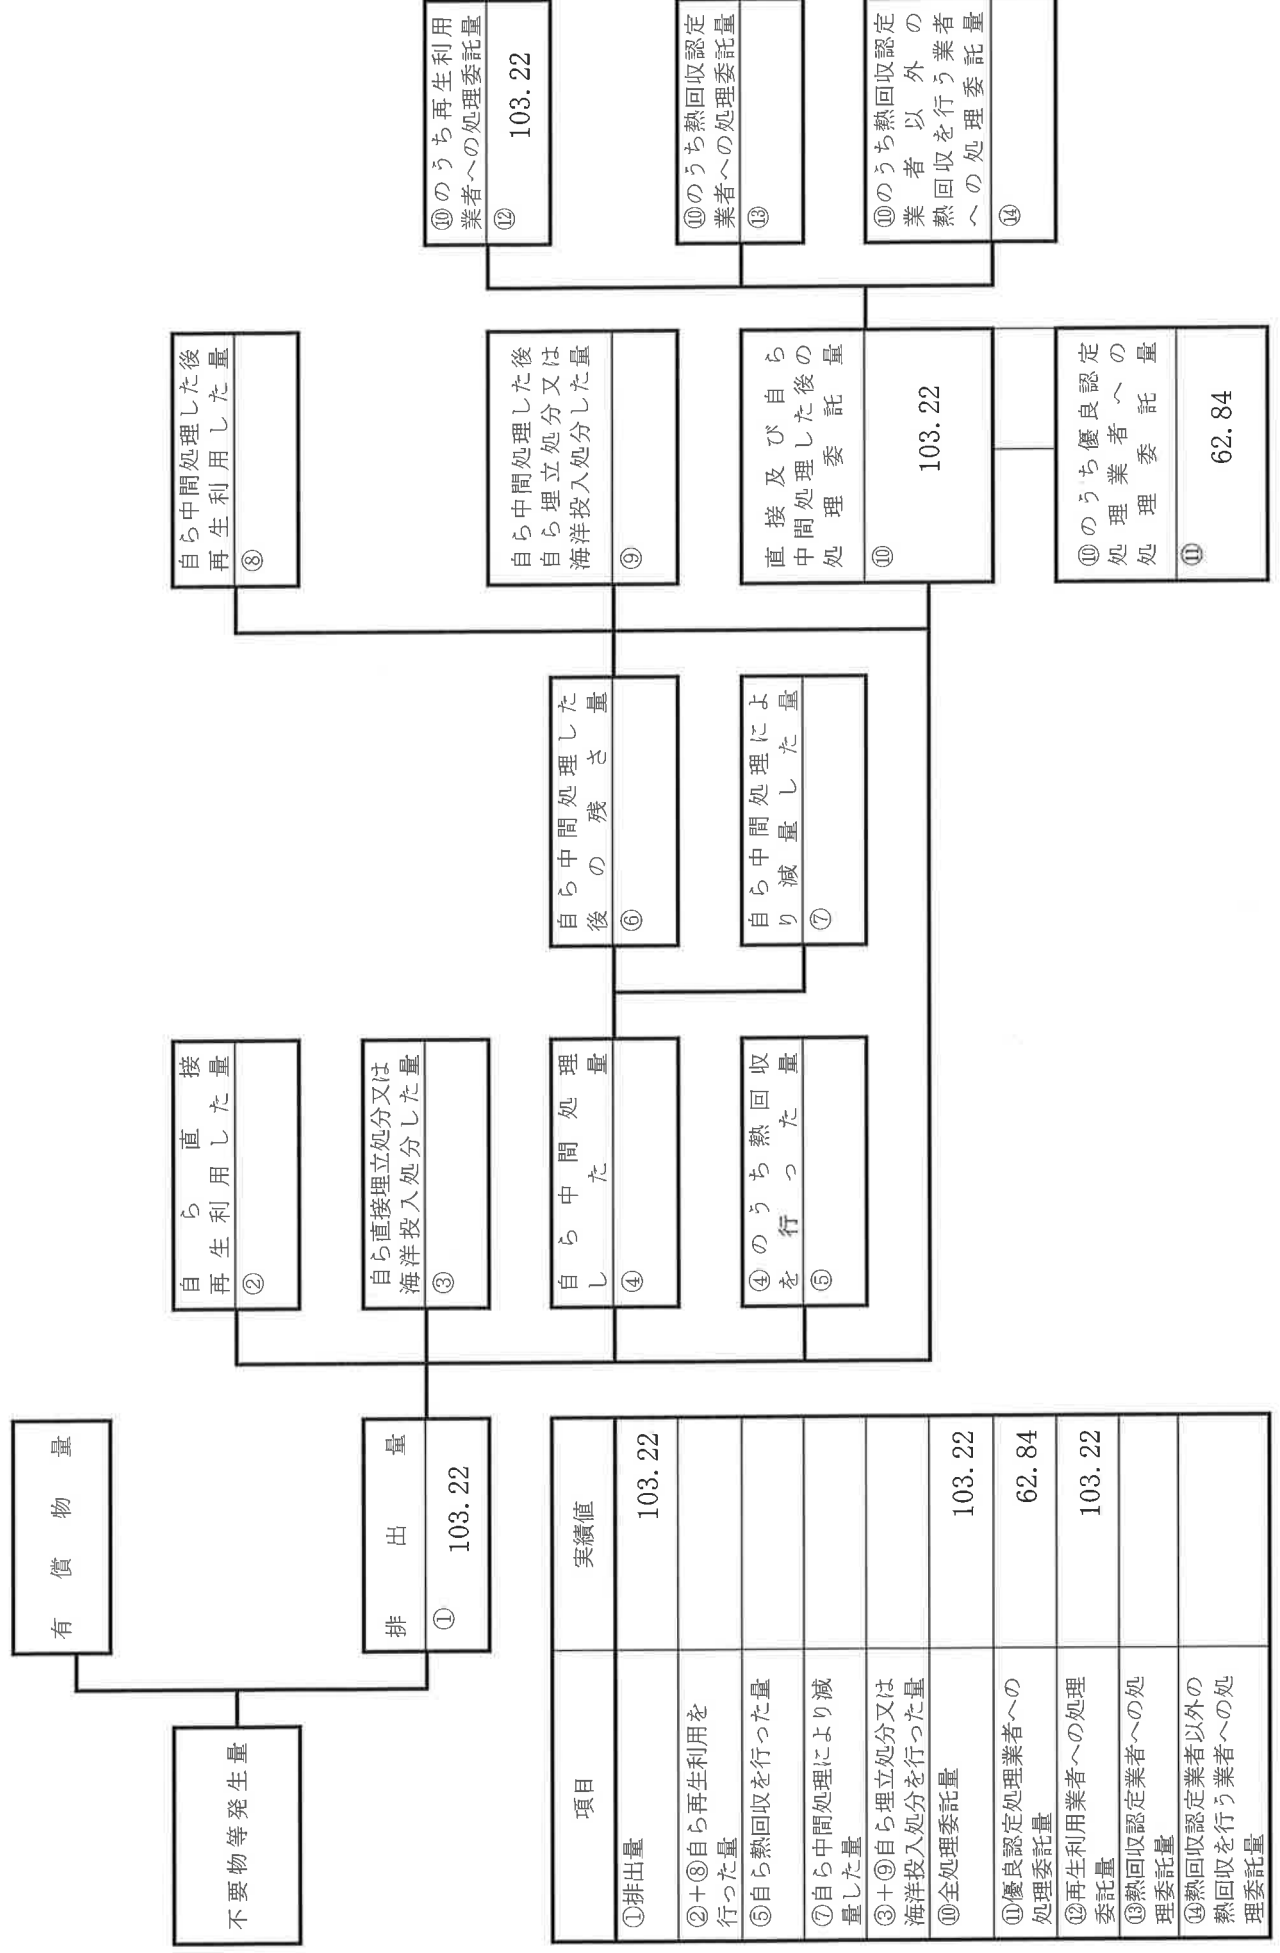 不要物等発生量
有償物量
排出量
①
103.22
自ら直接
再生利用した量
②
自ら直接埋立処分又は
海洋投入処分した量
③
自ら中間処理
した量
④
④のうち熱回収
を行った量
⑤
自ら中間処理した
後の残さ量
⑥
自ら中間処理によ
り減量した量
⑦
自ら中間処理した後
再生利用した量
⑧
自ら中間処理した後
自ら埋立処分又は
海洋投入処分した量
⑨
直接及び自ら
中間処理した後の
処理委託量
⑩
103.22
⑩のうち優良認定
処理業者への
処理委託量
⑪
62.84
⑩のうち再生利用
業者への処理委託量
⑫
103.22
⑩のうち熱回収認定
業者への処理委託量
⑬
⑩のうち熱回収認定
業者以外の
熱回収を行う業者
への処理委託量
⑭
項目 実績値
①排出量 103.22
②+⑧自ら再生利用を
行った量
⑤自ら熱回収を行った量
⑦自ら中間処理により減
量した量
③+⑨自ら埋立処分又は
海洋投入処分を行った量
⑩全処理委託量 103.22
⑪優良認定処理業者への
処理委託量 62.84
⑫再生利用業者への処理
委託量 103.22
⑬熱回収認定業者への処
理委託量
⑭熱回収認定業者以外の
熱回収を行う業者への処
理委託量